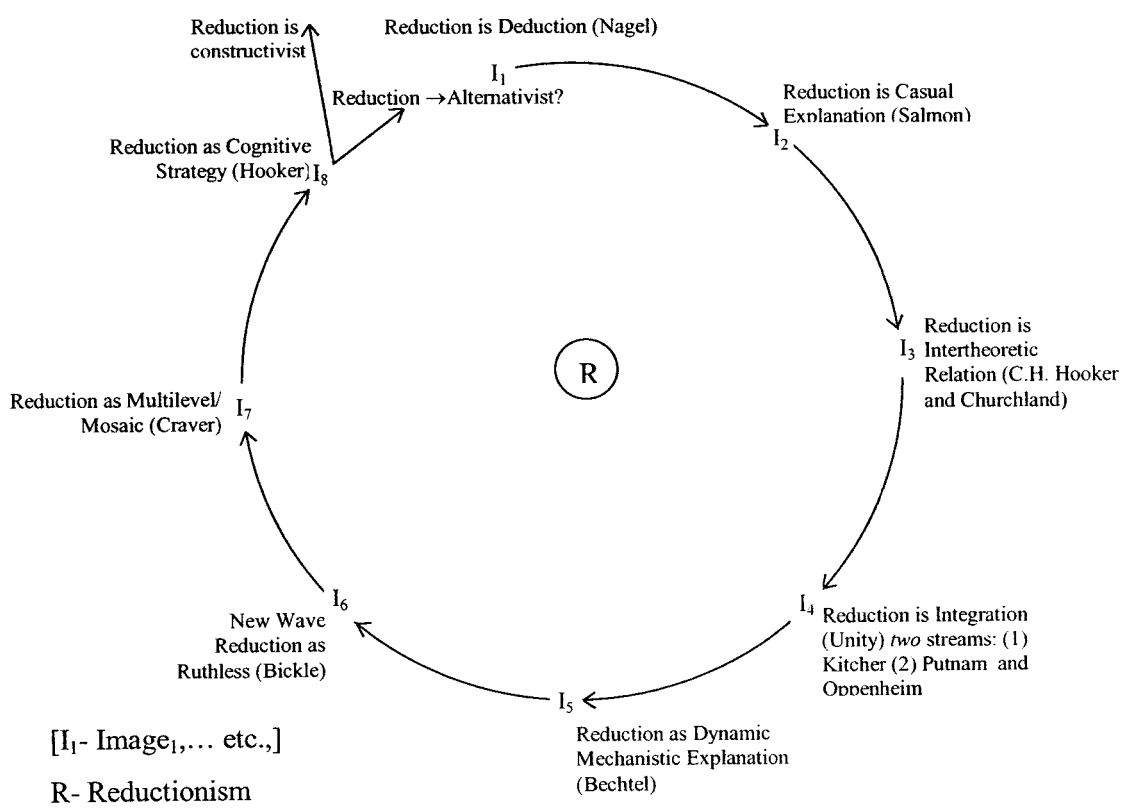 Reduction is Deduction (Nagel)
I₁
Reduction is Casual
Explanation (Salmon)
I₂
Reduction is
Intertheoretic
Relation (C.H. Hooker
and Churchland)
I₃
I₄
Reduction is Integration
(Unity) two streams: (1)
Kitcher (2) Putnam and
Oppenheim
I₅
Reduction as Dynamic
Mechanistic Explanation
(Bechtel)
I₆
New Wave
Reduction as
Ruthless (Bickle)
Reduction as Multilevel/
Mosaic (Craver)
I₇
Reduction as Cognitive
Strategy (Hooker)
I₈
Reduction is
constructivist
Reduction →Alternativist?
R
[I₁- Image₁,... etc.,]
R- Reductionism